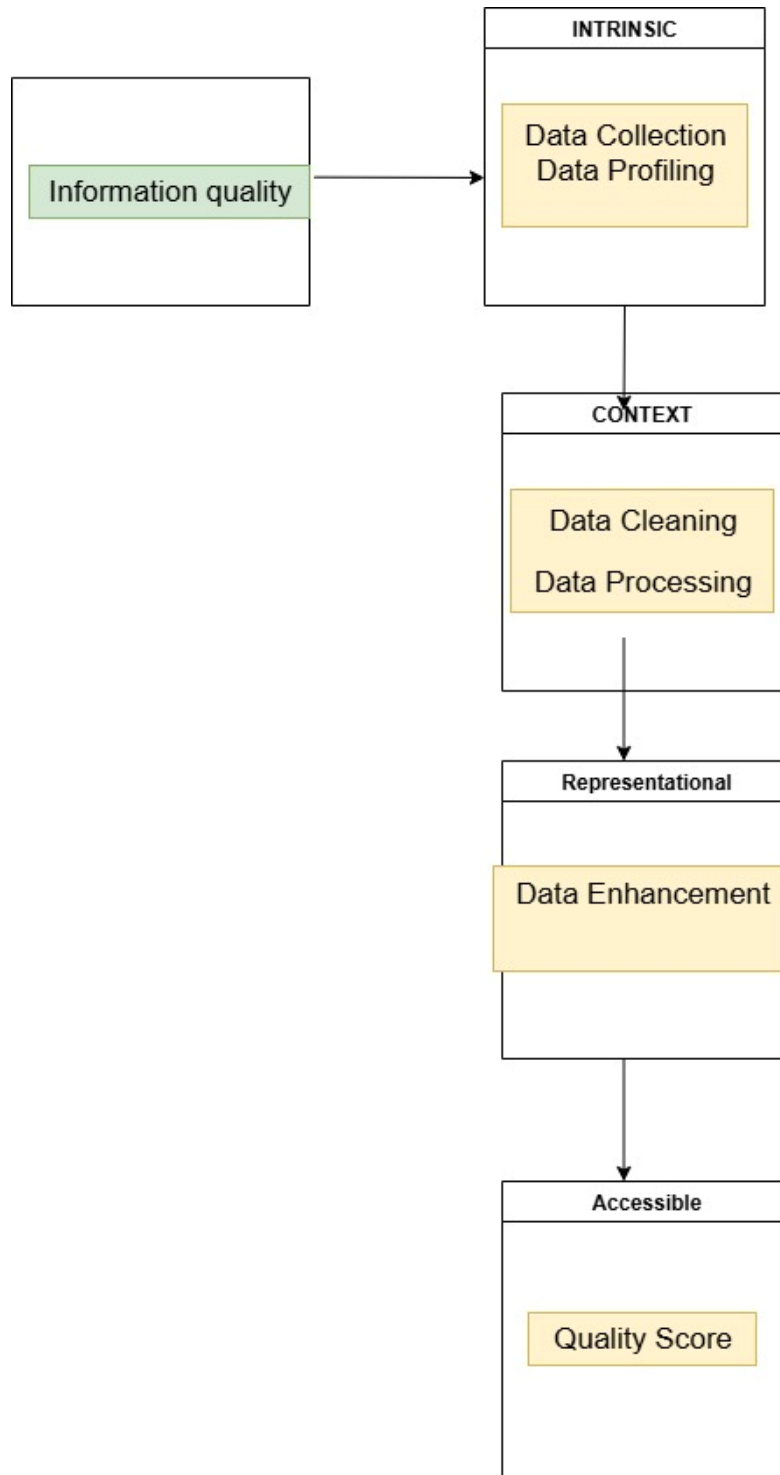 INTRINSIC
Information quality
Data Collection
Data Profiling
CONTEXT
Data Cleaning
Data Processing
Representational
Data Enhancement
Accessible
Quality Score